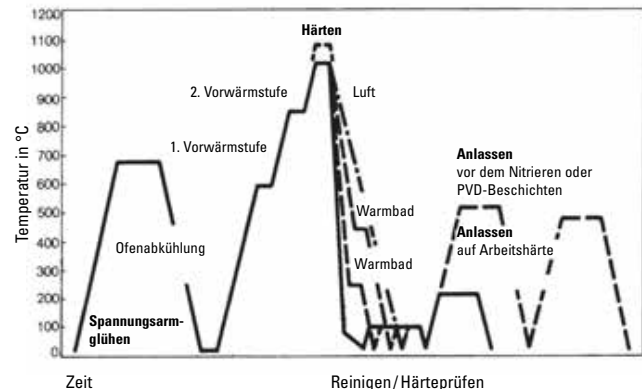 Temperatur in °C
1200
1100
1000
900
800
700
600
500
400
300
200
100
0
Härten
2. Vorwärmstufe
Luft
1. Vorwärmstufe
Anlassen
vor dem Nitrieren oder
PVD-Beschichten
Warmbad
Anlassen
auf Arbeitshärte
Ofenabkühlung
Warmbad
Spannungsarm-
glühen
Zeit
Reinigen/Härteprüfen